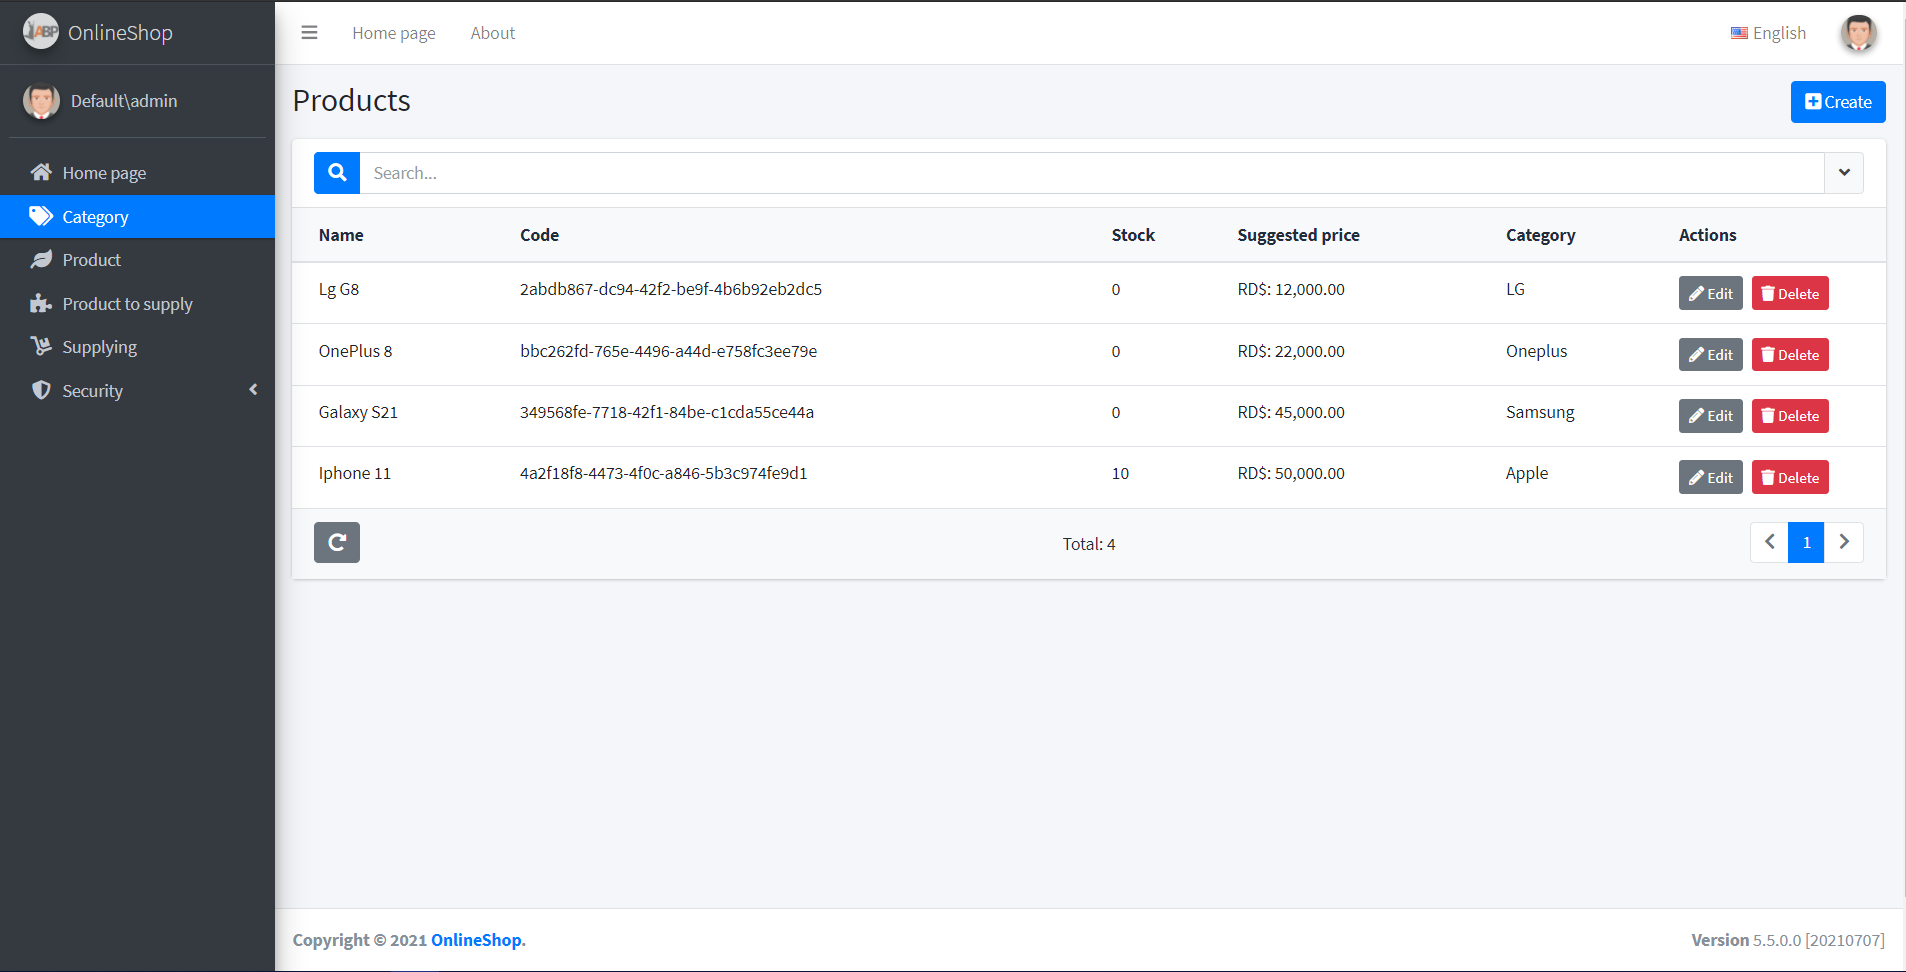 ABP OnlineShop
Home page About English
Default\admin
Home page
Category
Product
Product to supply
Supplying
Security
Products
Create
Search...
Name Code Stock Suggested price Category Actions
Lg G8 2abdb867-dc94-42f2-be9f-4b6b92eb2dc5 0 RD$: 12,000.00 LG Edit Delete
OnePlus 8 bbc262fd-765e-4496-a44d-e758fc3ee79e 0 RD$: 22,000.00 Oneplus Edit Delete
Galaxy S21 349568fe-7718-42f1-84be-c1cda55ce44a 0 RD$: 45,000.00 Samsung Edit Delete
Iphone 11 4a2f18f8-4473-4f0c-a846-5b3c974fe9d1 10 RD$: 50,000.00 Apple Edit Delete
Total: 4 1
Copyright © 2021 OnlineShop. Version 5.5.0.0 [20210707]